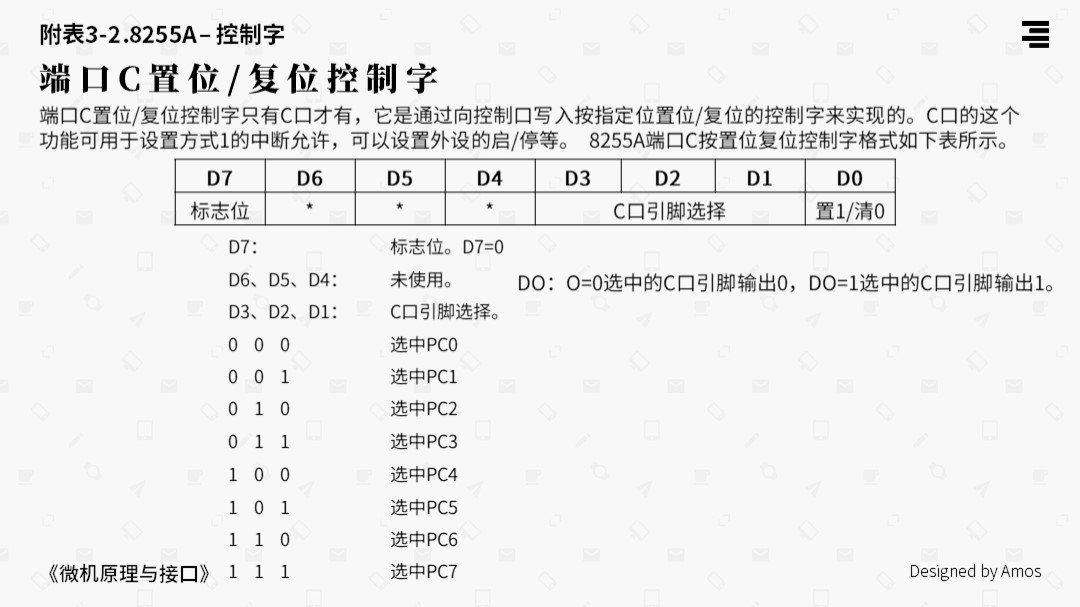 附表3-2.8255A– 控制字
端口C置位/复位控制字
端口C置位/复位控制字只有C口才有，它是通过向控制口写入按指定位置位/复位的控制字来实现的。C口的这个
功能可用于设置方式1的中断允许，可以设置外设的启/停等。 8255A端口C按置位复位控制字格式如下表所示。
D7 D6 D5 D4 D3 D2 D1 D0
标志位 * * * C口引脚选择 置1/清0
D7： 标志位。D7=0
D6、D5、D4： 未使用。 DO：O=0选中的C口引脚输出0，DO=1选中的C口引脚输出1。
D3、D2、D1： C口引脚选择。
0 0 0 选中PC0
0 0 1 选中PC1
0 1 0 选中PC2
0 1 1 选中PC3
1 0 0 选中PC4
1 0 1 选中PC5
1 1 0 选中PC6
1 1 1 选中PC7
《微机原理与接口》
Designed by Amos